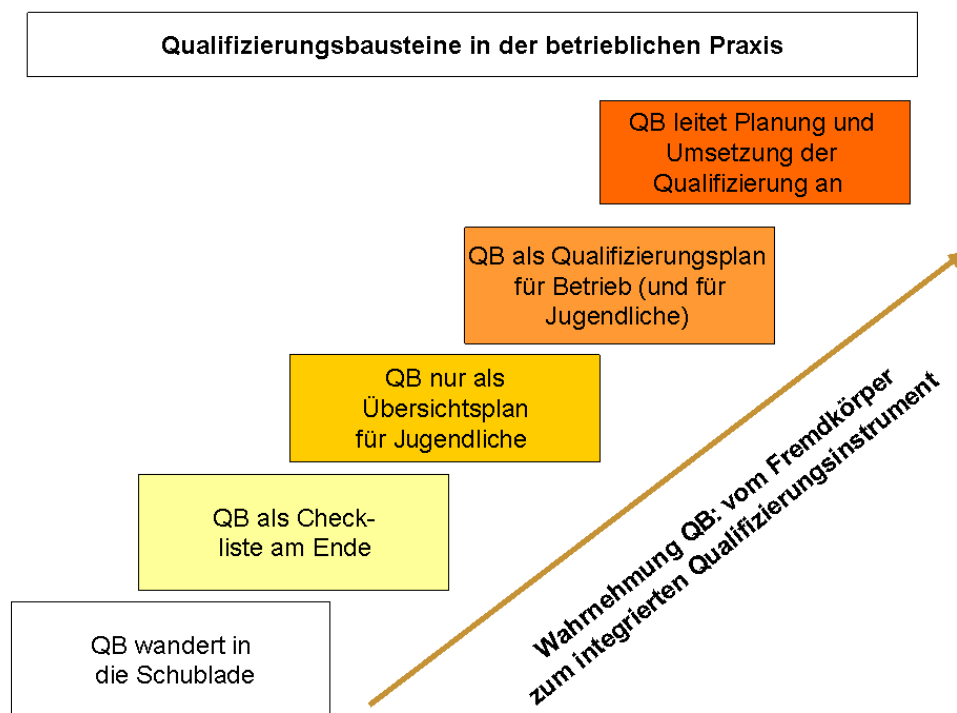 Qualifizierungsbausteine in der betrieblichen Praxis
QB leitet Planung und
Umsetzung der
Qualifizierung an
QB als Qualifizierungsplan
für Betrieb (und für
Jugendliche)
QB nur als
Übersichtsplan
für Jugendliche
QB als Check-
liste am Ende
QB wandert in
die Schublade
Wahrnehmung QB: vom Fremdkörper
zum integrierten Qualifizierungsinstrument